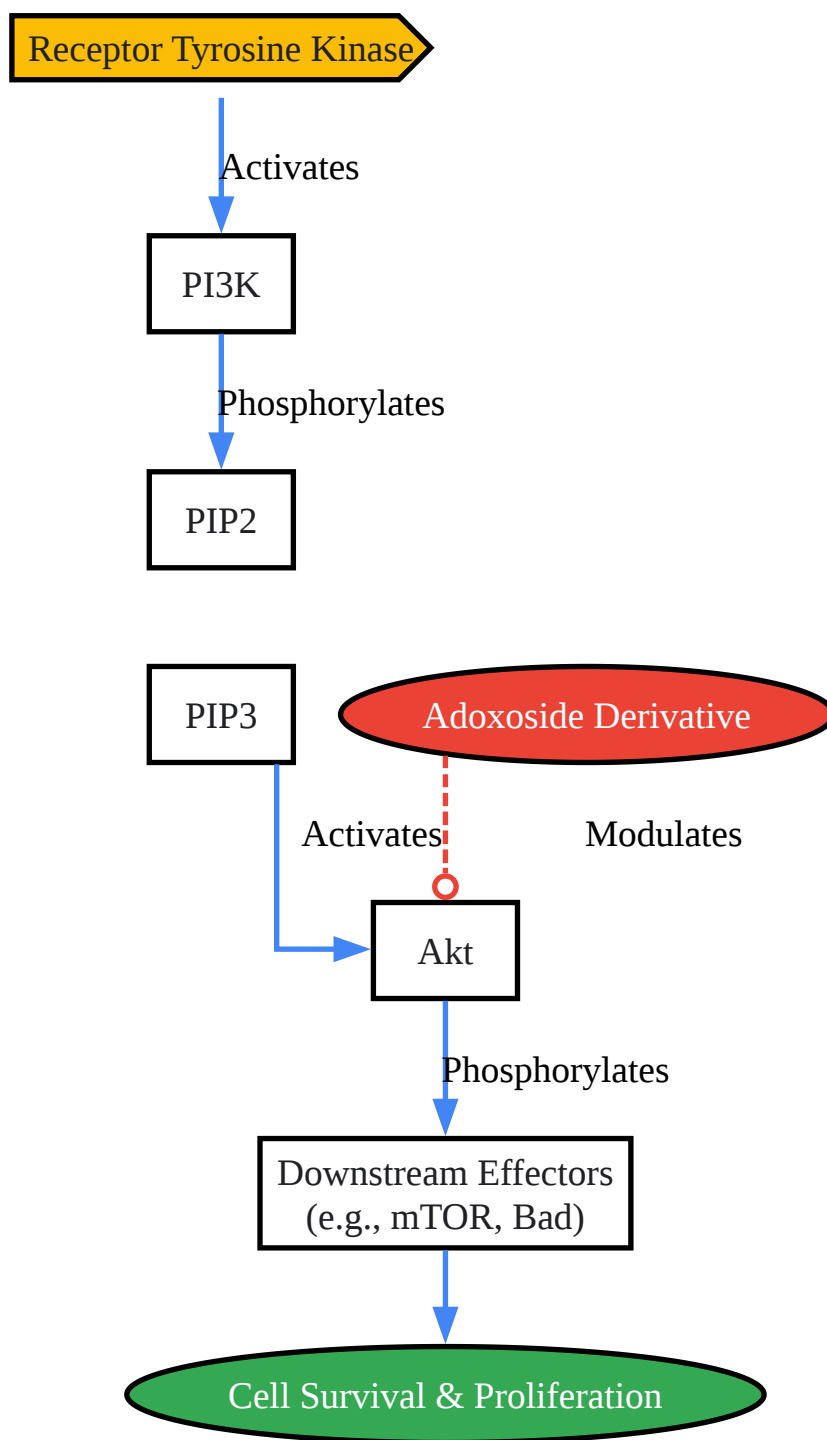 Receptor Tyrosine Kinase
Activates
PI3K
Phosphorylates
PIP2
PIP3
Adoxoside Derivative
Activates
Modulates
Akt
Phosphorylates
Downstream Effectors
(e.g., mTOR, Bad)
Cell Survival & Proliferation